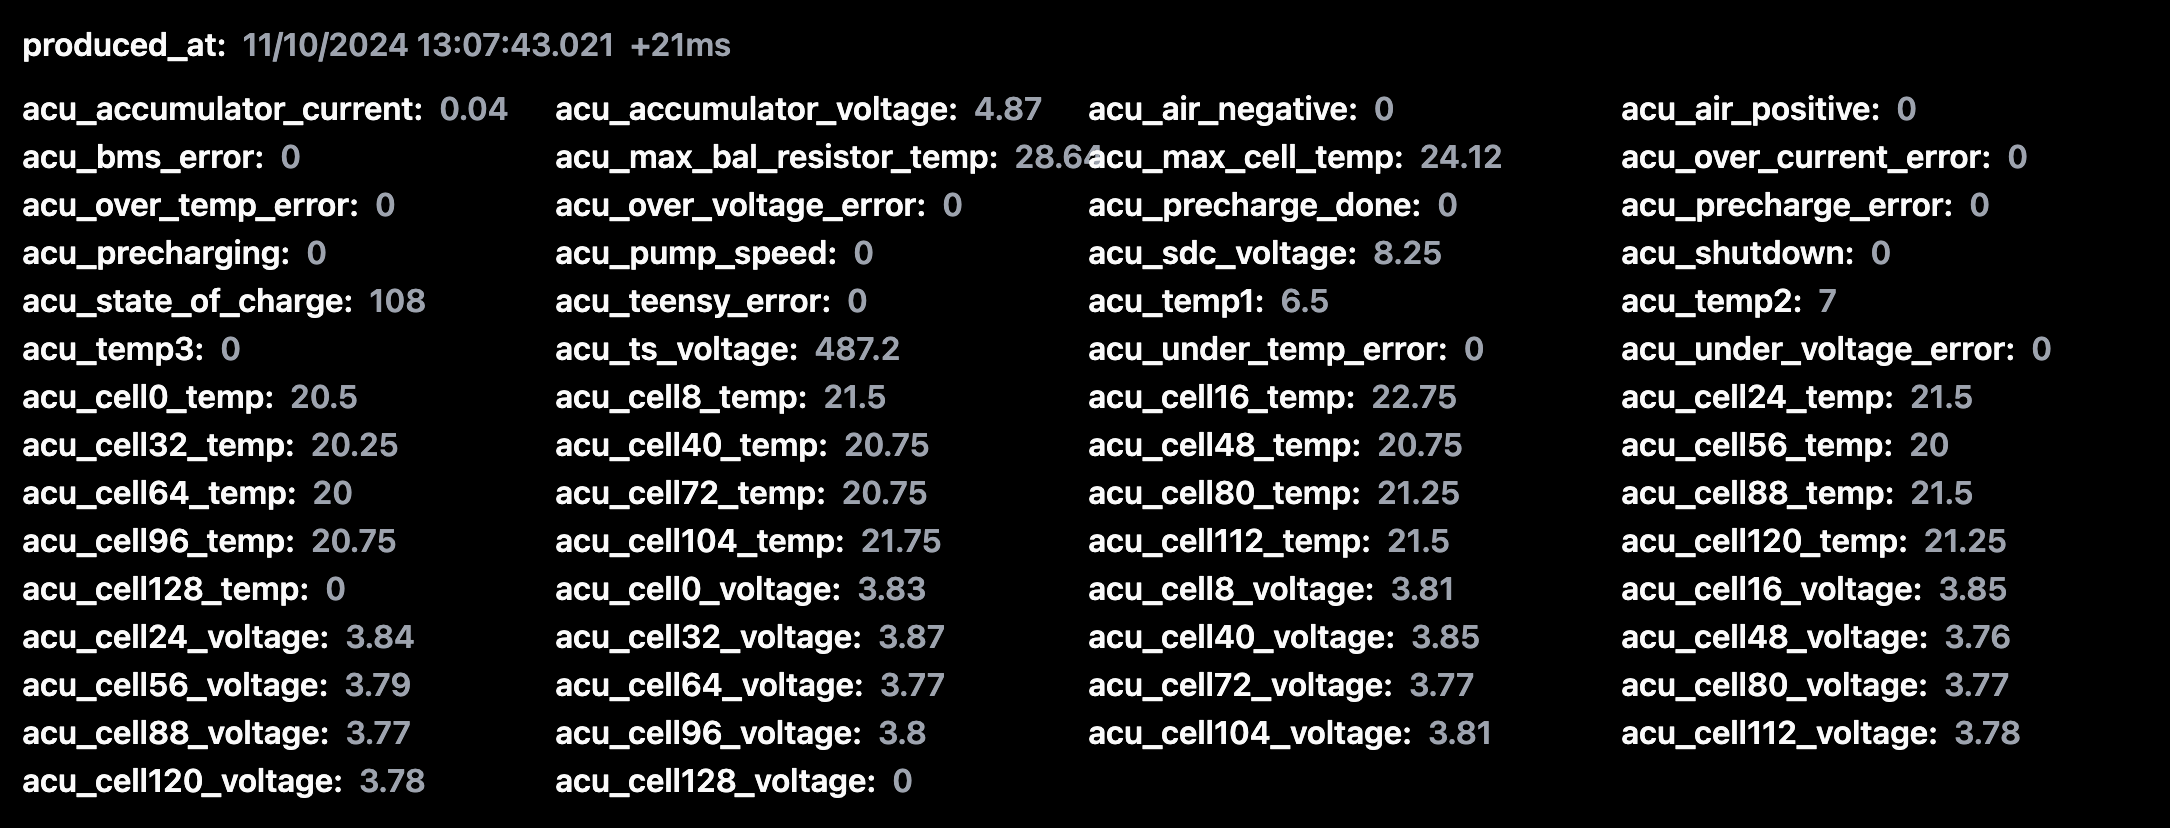 produced_at: 11/10/2024 13:07:43.021 +21ms
acu_accumulator_current: 0.04 acu_accumulator_voltage: 4.87 acu_air_negative: 0 acu_air_positive: 0
acu_bms_error: 0 acu_max_bal_resistor_temp: 28.64 acu_max_cell_temp: 24.12 acu_over_current_error: 0
acu_over_temp_error: 0 acu_over_voltage_error: 0 acu_precharge_done: 0 acu_precharge_error: 0
acu_precharging: 0 acu_pump_speed: 0 acu_sdc_voltage: 8.25 acu_shutdown: 0
acu_state_of_charge: 108 acu_teensy_error: 0 acu_temp1: 6.5 acu_temp2: 7
acu_temp3: 0 acu_ts_voltage: 487.2 acu_under_temp_error: 0 acu_under_voltage_error: 0
acu_cell0_temp: 20.5 acu_cell8_temp: 21.5 acu_cell16_temp: 22.75 acu_cell24_temp: 21.5
acu_cell32_temp: 20.25 acu_cell40_temp: 20.75 acu_cell48_temp: 20.75 acu_cell56_temp: 20
acu_cell64_temp: 20 acu_cell72_temp: 20.75 acu_cell80_temp: 21.25 acu_cell88_temp: 21.5
acu_cell96_temp: 20.75 acu_cell104_temp: 21.75 acu_cell112_temp: 21.5 acu_cell120_temp: 21.25
acu_cell128_temp: 0 acu_cell0_voltage: 3.83 acu_cell8_voltage: 3.81 acu_cell16_voltage: 3.85
acu_cell24_voltage: 3.84 acu_cell32_voltage: 3.87 acu_cell40_voltage: 3.85 acu_cell48_voltage: 3.76
acu_cell56_voltage: 3.79 acu_cell64_voltage: 3.77 acu_cell72_voltage: 3.77 acu_cell80_voltage: 3.77
acu_cell88_voltage: 3.77 acu_cell96_voltage: 3.8 acu_cell104_voltage: 3.81 acu_cell112_voltage: 3.78
acu_cell120_voltage: 3.78 acu_cell128_voltage: 0